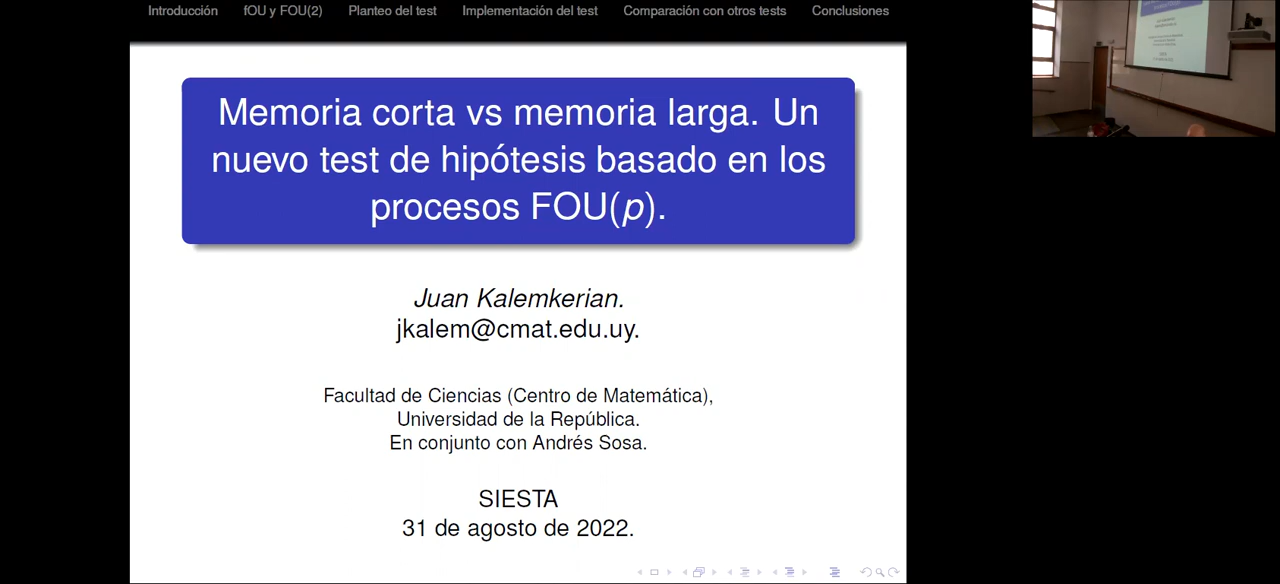 Introducción fOU y FOU(2) Planteo del test Implementación del test Comparación con otros tests Conclusiones
Memoria corta vs memoria larga. Un
nuevo test de hipótesis basado en los
procesos FOU(p).
Juan Kalemkerian.
jkalem@cmat.edu.uy.
Facultad de Ciencias (Centro de Matemática),
Universidad de la República.
En conjunto con Andrés Sosa.
SIESTA
31 de agosto de 2022.